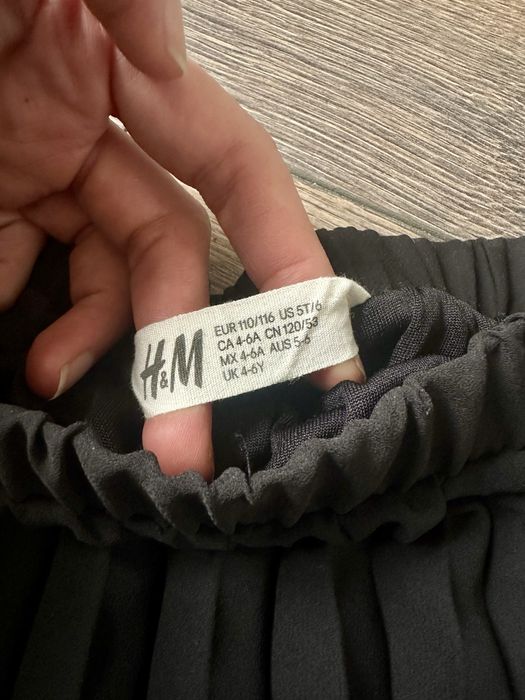 H&M
EUR 110/116 US 5T/6
CA 4-6A CN 120/53
MX 4-6A AUS 5-6
UK 4-6Y